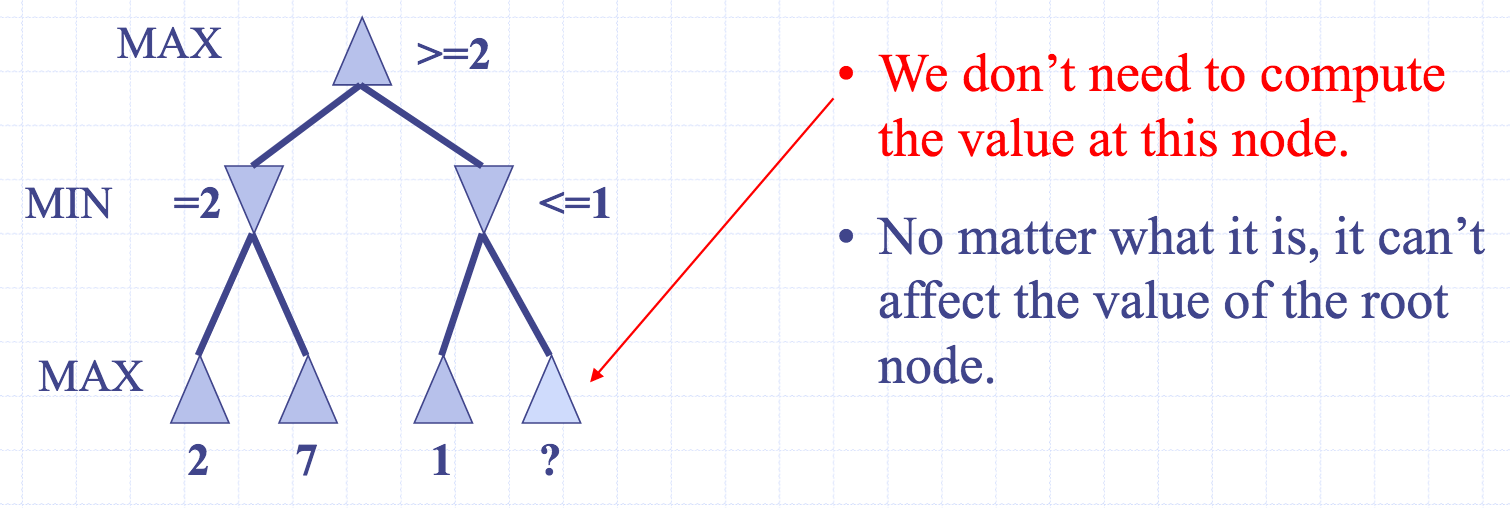 MAX
>=2
MIN
=2
<=1
MAX
2
7
1
?
• We don’t need to compute
the value at this node.
• No matter what it is, it can’t
affect the value of the root
node.